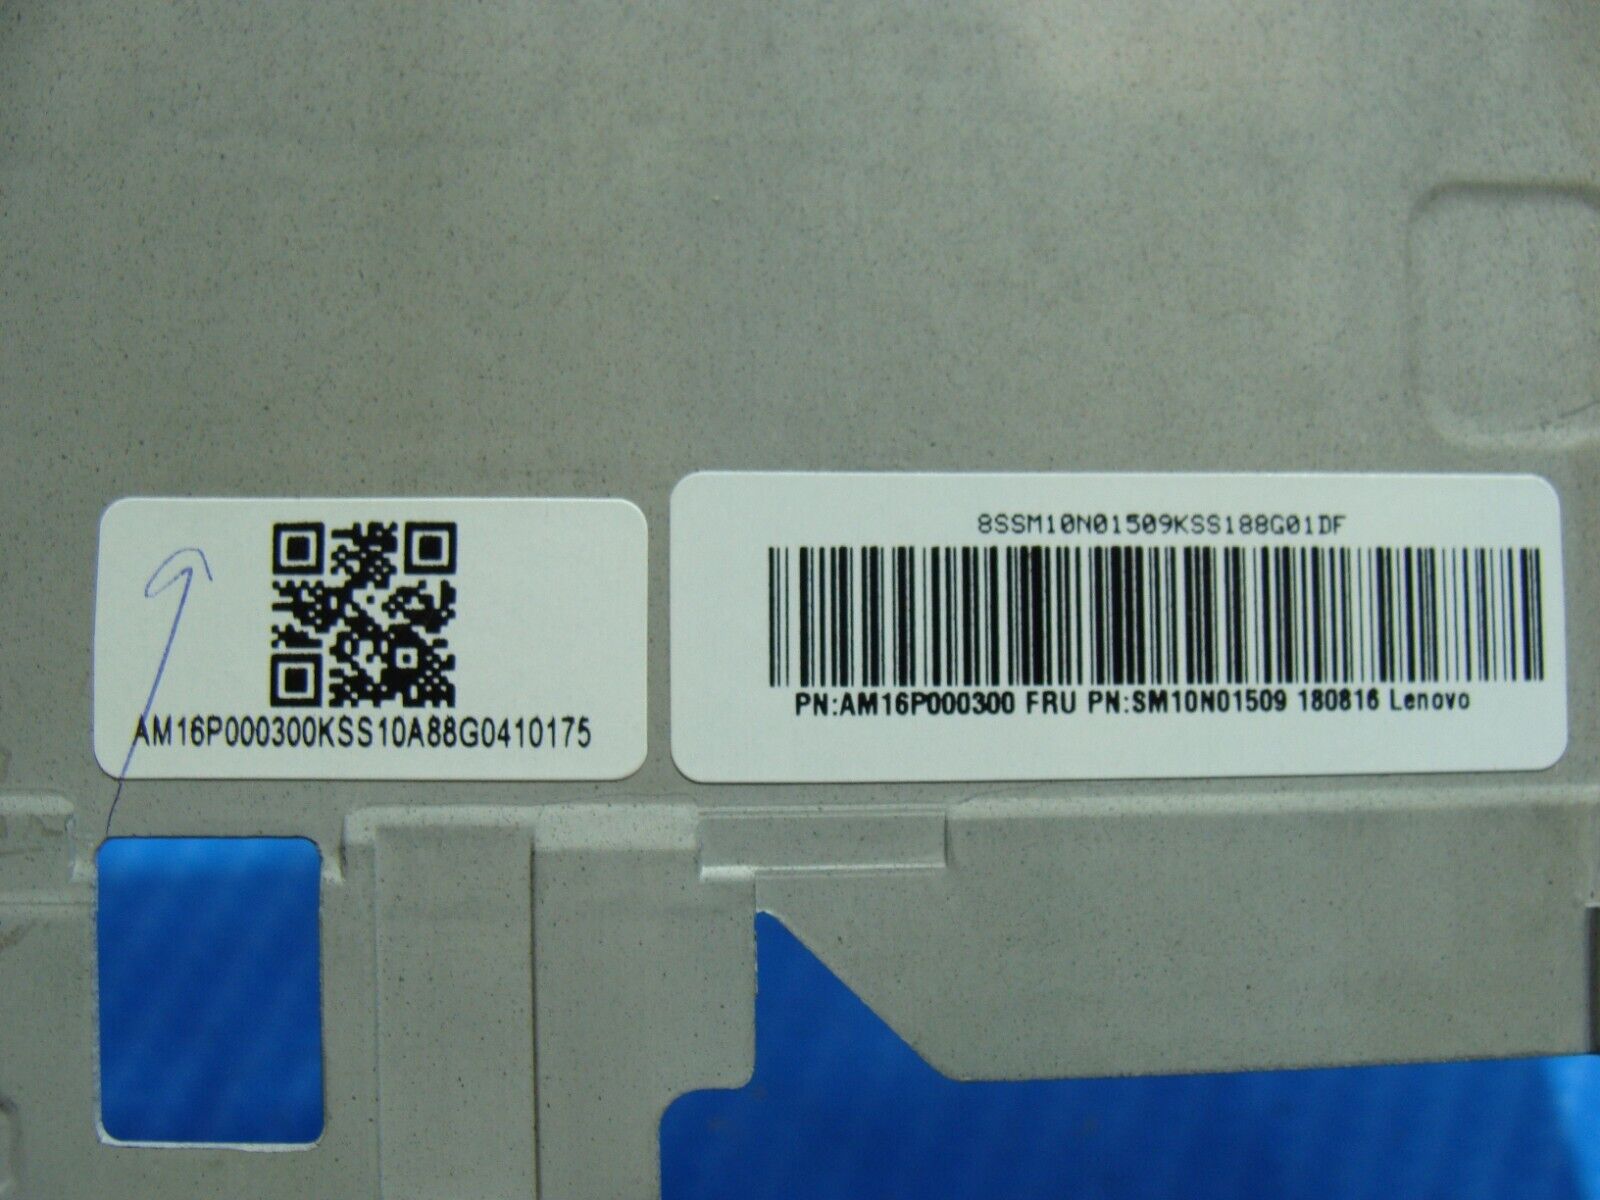 AM16P000300KSS10A88G0410175
8SSM10N01509KSS188G01DF
PN:AM16P000300 FRU PN:SM10N01509 180816 Lenovo